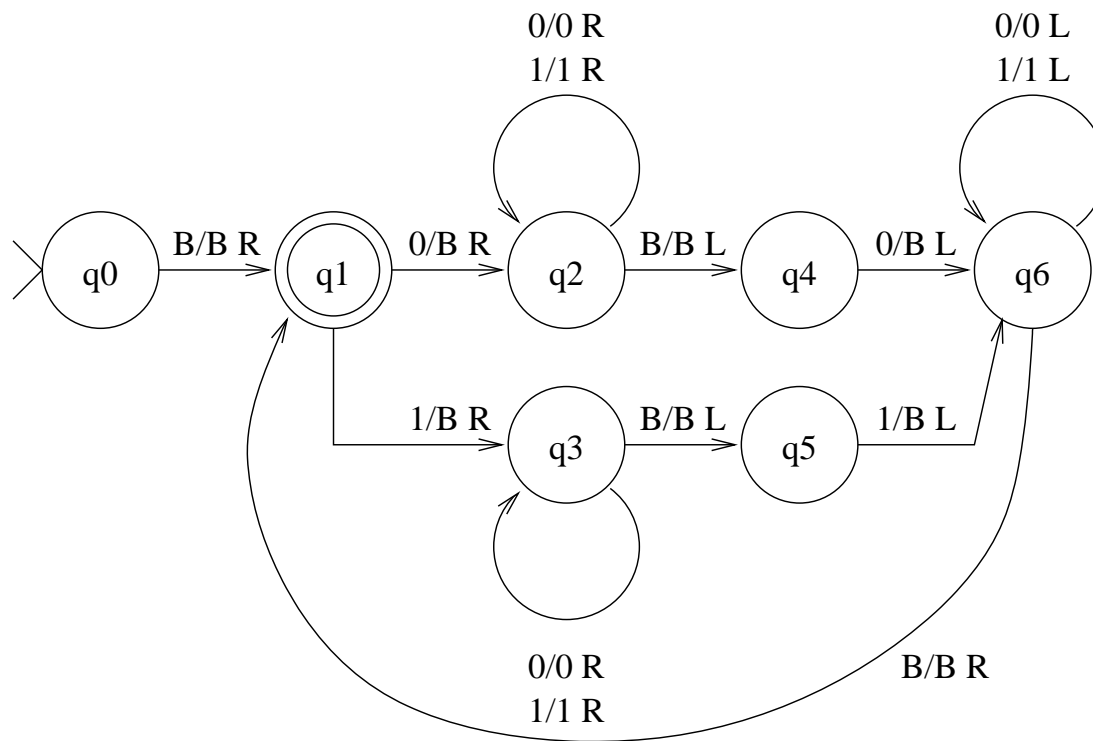 0/0 R
1/1 R
0/0 L
1/1 L
q0
B/B R
q1
0/B R
q2
B/B L
q4
0/B L
q6
1/B R
q3
B/B L
q5
1/B L
0/0 R
1/1 R
B/B R